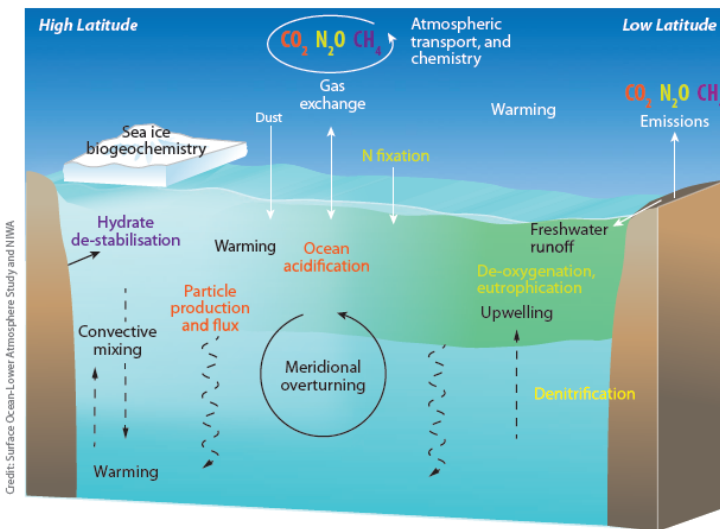 High Latitude
CO2 N2O CH4
Atmospheric
transport, and
chemistry
Low Latitude
Gas
exchange
Dust
Warming
CO2 N2O CH
Emissions
Sea ice
biogeochemistry
N fixation
Hydrate
de-stabilisation
Warming
Ocean
acidification
Freshwater
runoff
De-oxygenation,
eutrophication
Particle
production
and flux
Upwelling
Convective
mixing
Meridional
overturning
Denitrification
Warming
Credit: Surface Ocean-Lower Atmosphere Study and NIWA